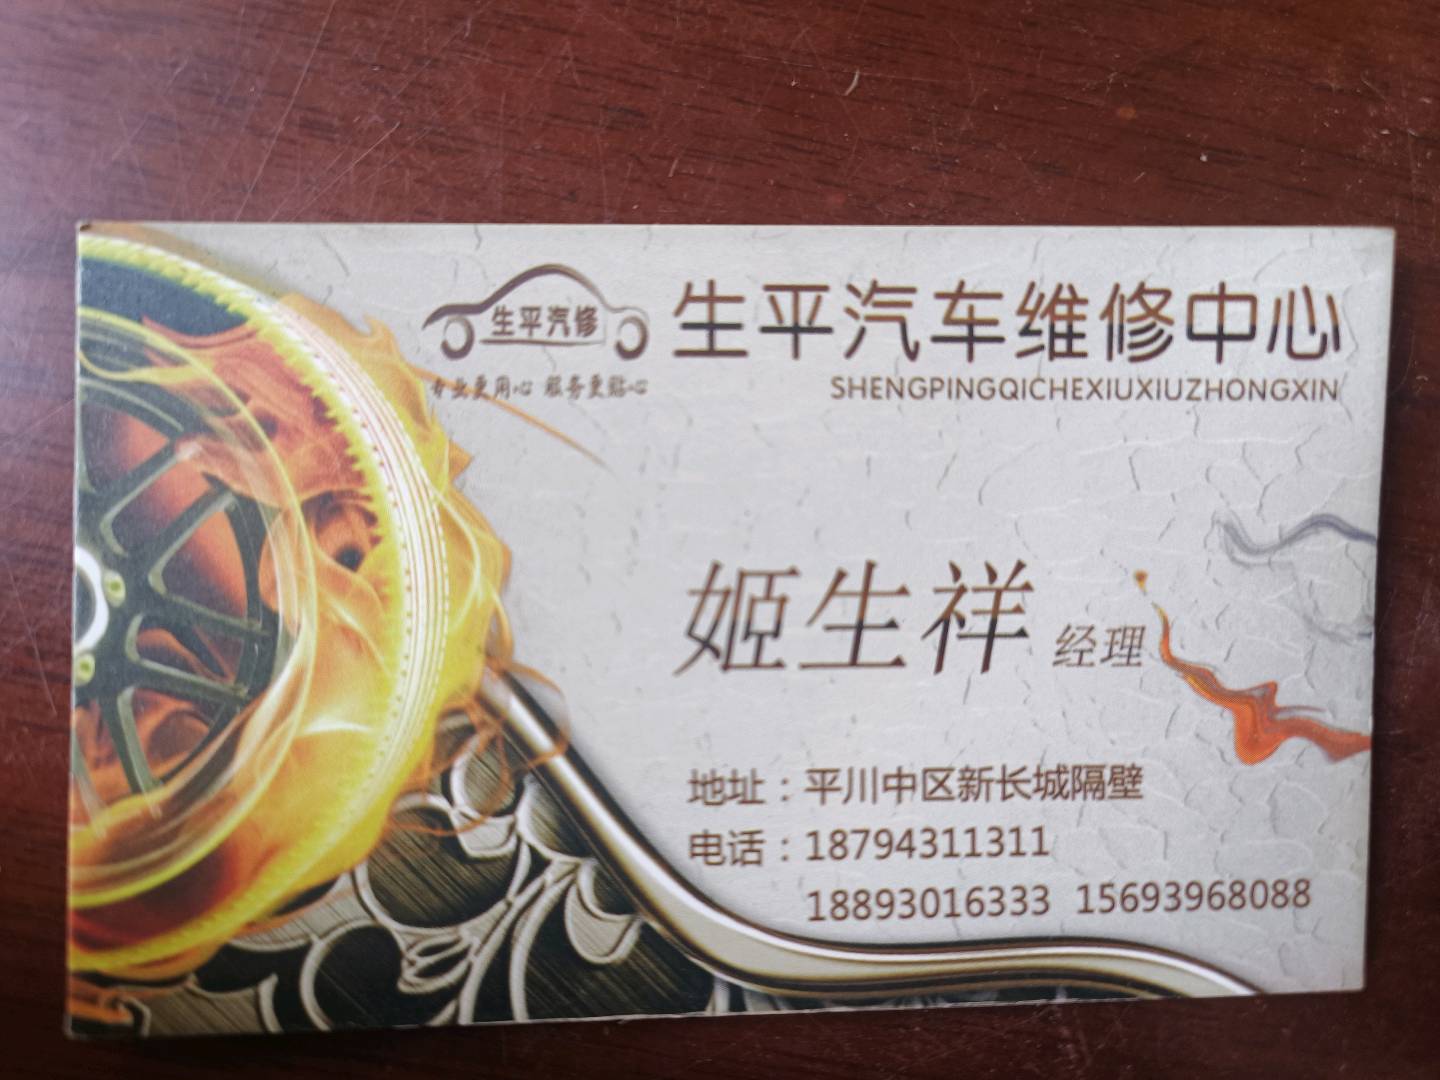 生平汽修
专业更用心 服务更贴心
生平汽车维修中心
SHENGPINGQICHEXIUXIUZHONGXIN
姬生祥 经理
地址：平川中区新长城隔壁
电话：18794311311
18893016333 15693968088